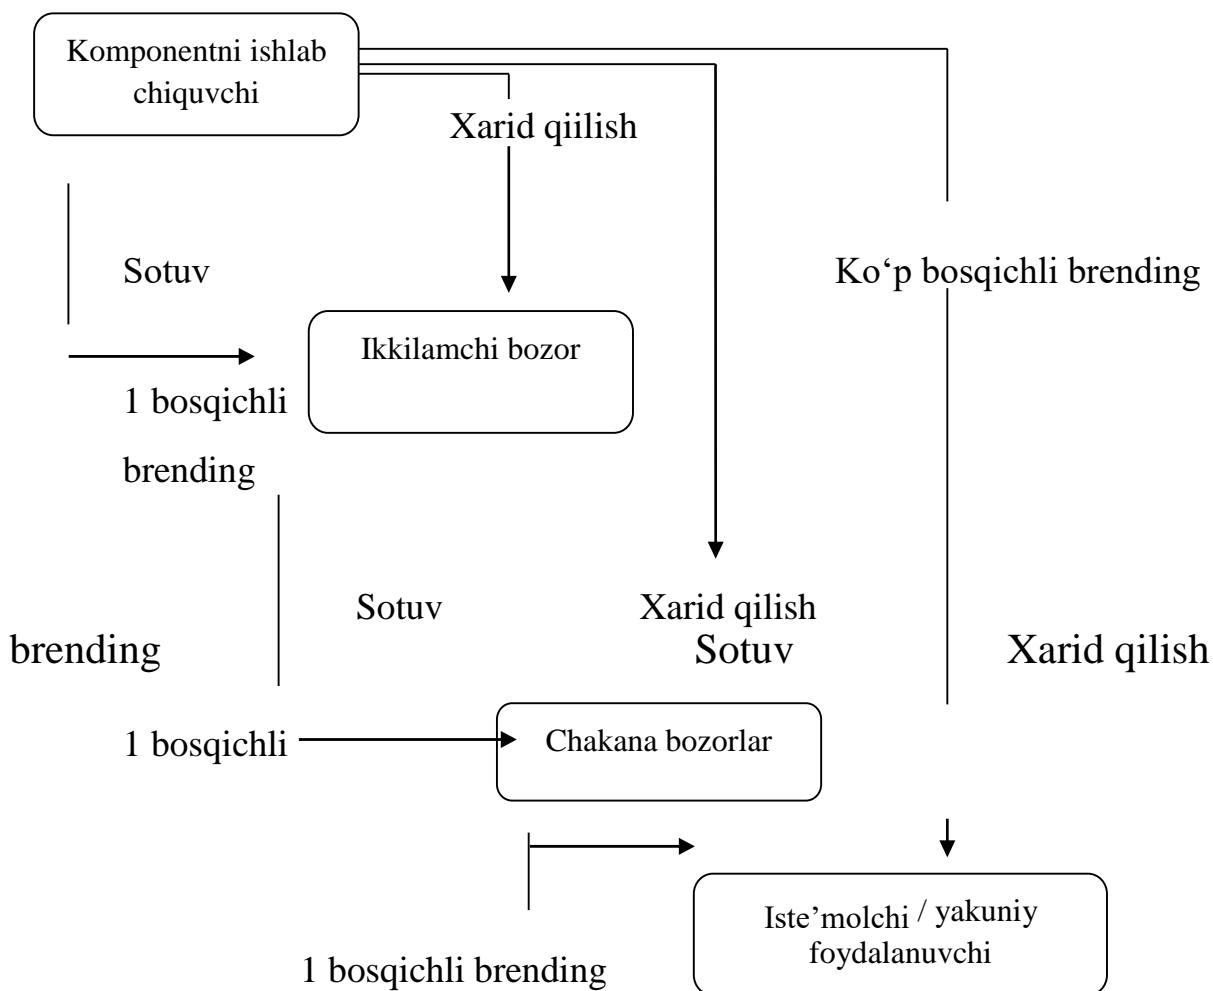 Komponentni ishlab
chiquvchi
Xarid qiilish
Sotuv
Ko‘p bosqichli brending
Ikkilamchi bozor
1 bosqichli
brending
Sotuv
Xarid qilish
brending
Sotuv
Xarid qilish
1 bosqichli
Chakana bozorlar
Iste’molchi / yakuniy
foydalanuvchi
1 bosqichli brending